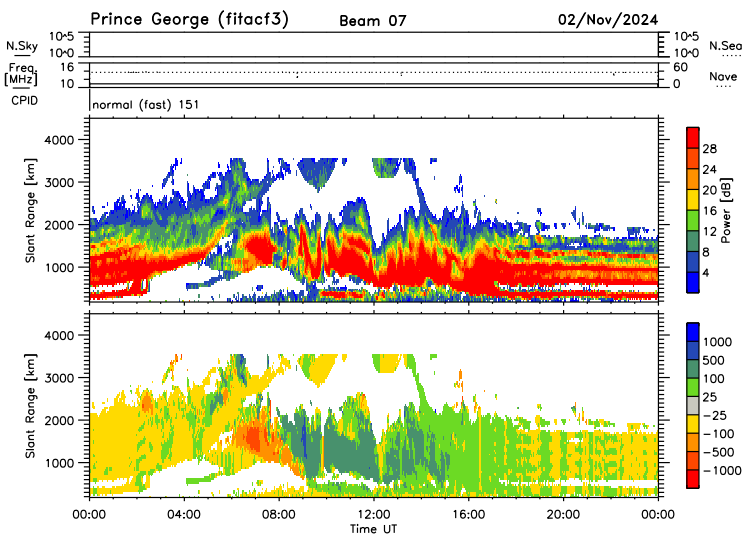 Prince George (fitacf3) Beam 07 02/Nov/2024
N.Sky 10^5 10^0 10^5 10^0 N.Sea
Freq. [MHz] 16 10 60 0 Nave
CPID normal (fast) 151
Slant Range [km] 4000 3000 2000 1000
28 24 20 16 12 8 4 Power [dB]
Slant Range [km] 4000 3000 2000 1000
1000 500 100 25 −25 −100 −500 −1000
00:00 04:00 08:00 12:00 16:00 20:00 00:00
Time UT